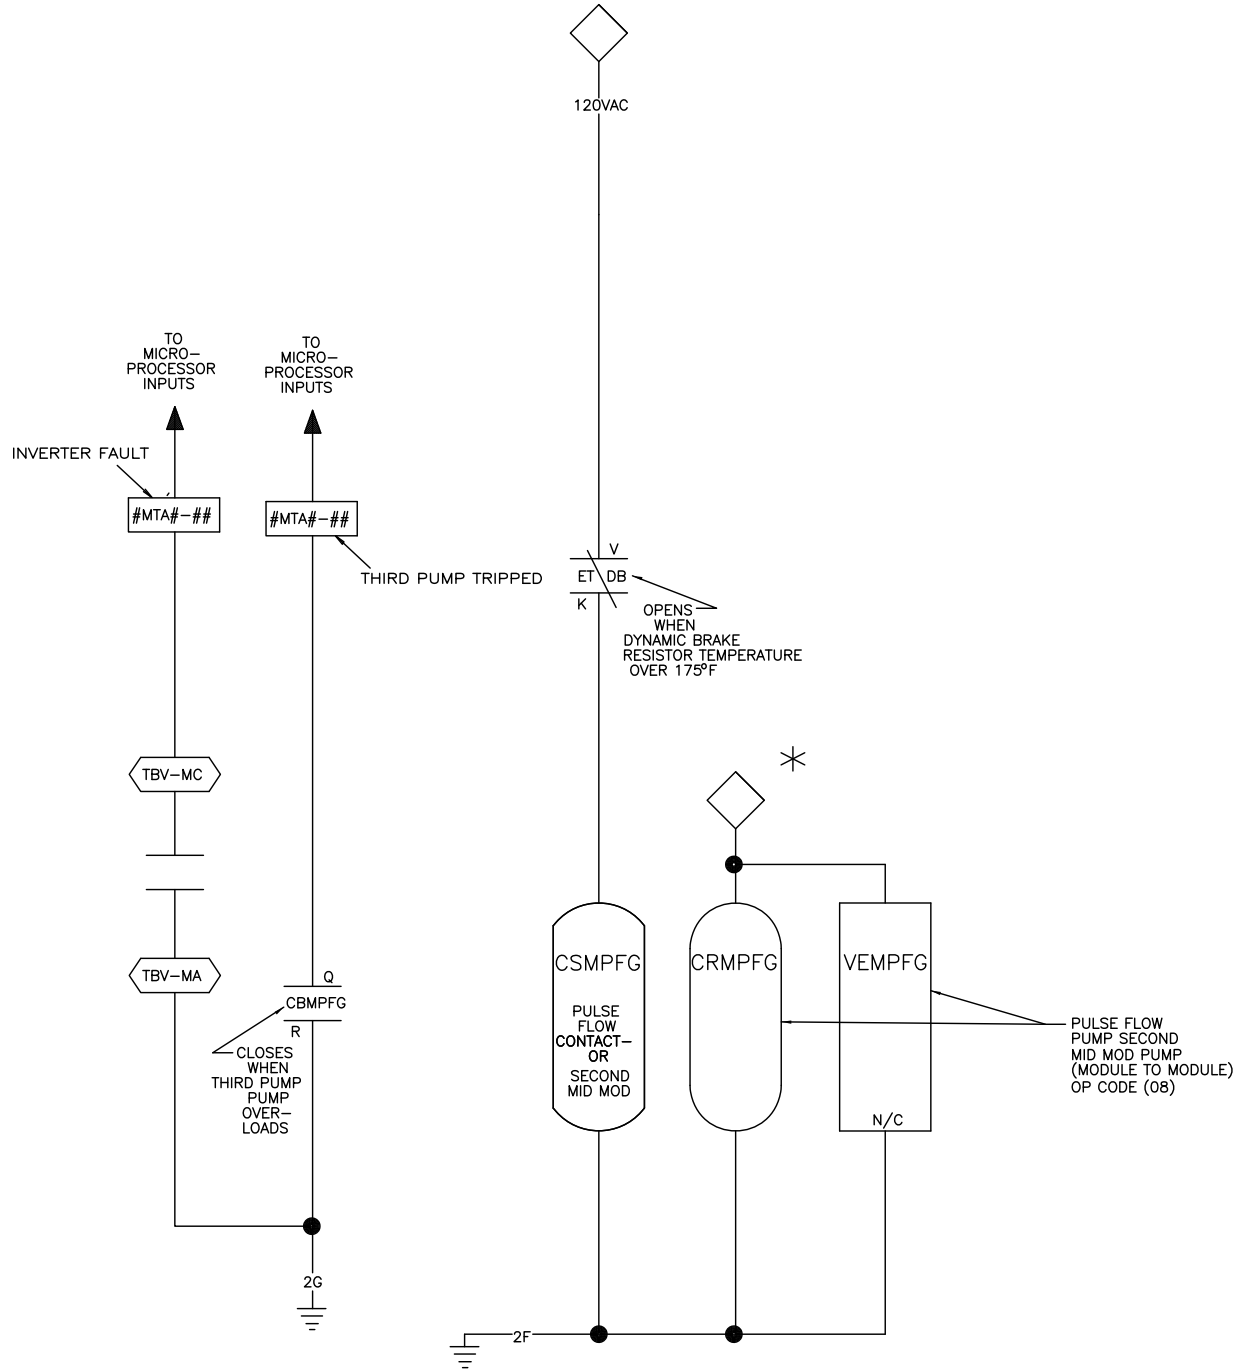 120VAC
TO
MICRO-
PROCESSOR
INPUTS
TO
MICRO-
PROCESSOR
INPUTS
INVERTER FAULT
#MTA#-##
#MTA#-##
THIRD PUMP TRIPPED
V
ET DB
K
OPENS
WHEN
DYNAMIC BRAKE
RESISTOR TEMPERATURE
OVER 175°F
TBV-MC
TBV-MA
Q
CBMPFG
R
CLOSES
WHEN
THIRD PUMP
PUMP
OVER-
LOADS
2G
CSMPFG
PULSE
FLOW
CONTACT-
OR
SECOND
MID MOD
CRMPFG
VEMPFG
N/C
PULSE FLOW
PUMP SECOND
MID MOD PUMP
(MODULE TO MODULE)
OP CODE (08)
2F